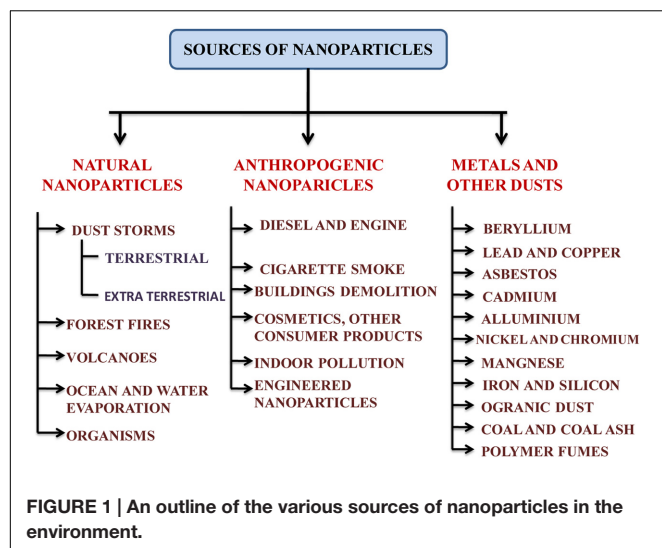 SOURCES OF NANOPARTICLES
NATURAL
NANOPARTICLES
DUST STORMS
TERRESTRIAL
EXTRA TERRESTRIAL
FOREST FIRES
VOLCANOES
OCEAN AND WATER
EVAPORATION
ORGANISMS
ANTHROPOGENIC
NANOPARICLES
DIESEL AND ENGINE
CIGARETTE SMOKE
BUILDINGS DEMOLITION
COSMETICS, OTHER
CONSUMER PRODUCTS
INDOOR POLLUTION
ENGINEERED
NANOPARTICLES
METALS AND
OTHER DUSTS
BERYLLIUM
LEAD AND COPPER
ASBESTOS
CADMIUM
ALLUMINIUM
NICKEL AND CHROMIUM
MANGNESE
IRON AND SILICON
OGRANIC DUST
COAL AND COAL ASH
POLYMER FUMES
FIGURE 1 | An outline of the various sources of nanoparticles in the
environment.